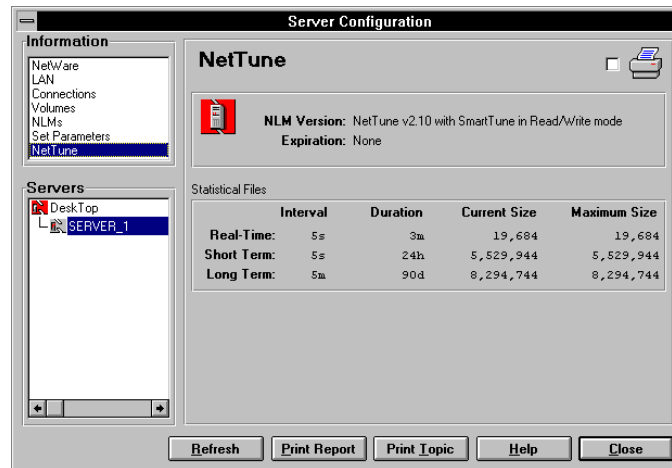 Server Configuration
Information
NetWare
LAN
Connections
Volumes
NLMs
Set Parameters
NetTune
Servers
DeskTop
SERVER_1
NetTune
NLM Version: NetTune v2.10 with SmartTune in Read/Write mode
Expiration: None
Statistical Files
Interval Duration Current Size Maximum Size
Real-Time: 5s 3m 19,684 19,684
Short Term: 5s 24h 5,529,944 5,529,944
Long Term: 5m 90d 8,294,744 8,294,744
Refresh Print Report Print Topic Help Close